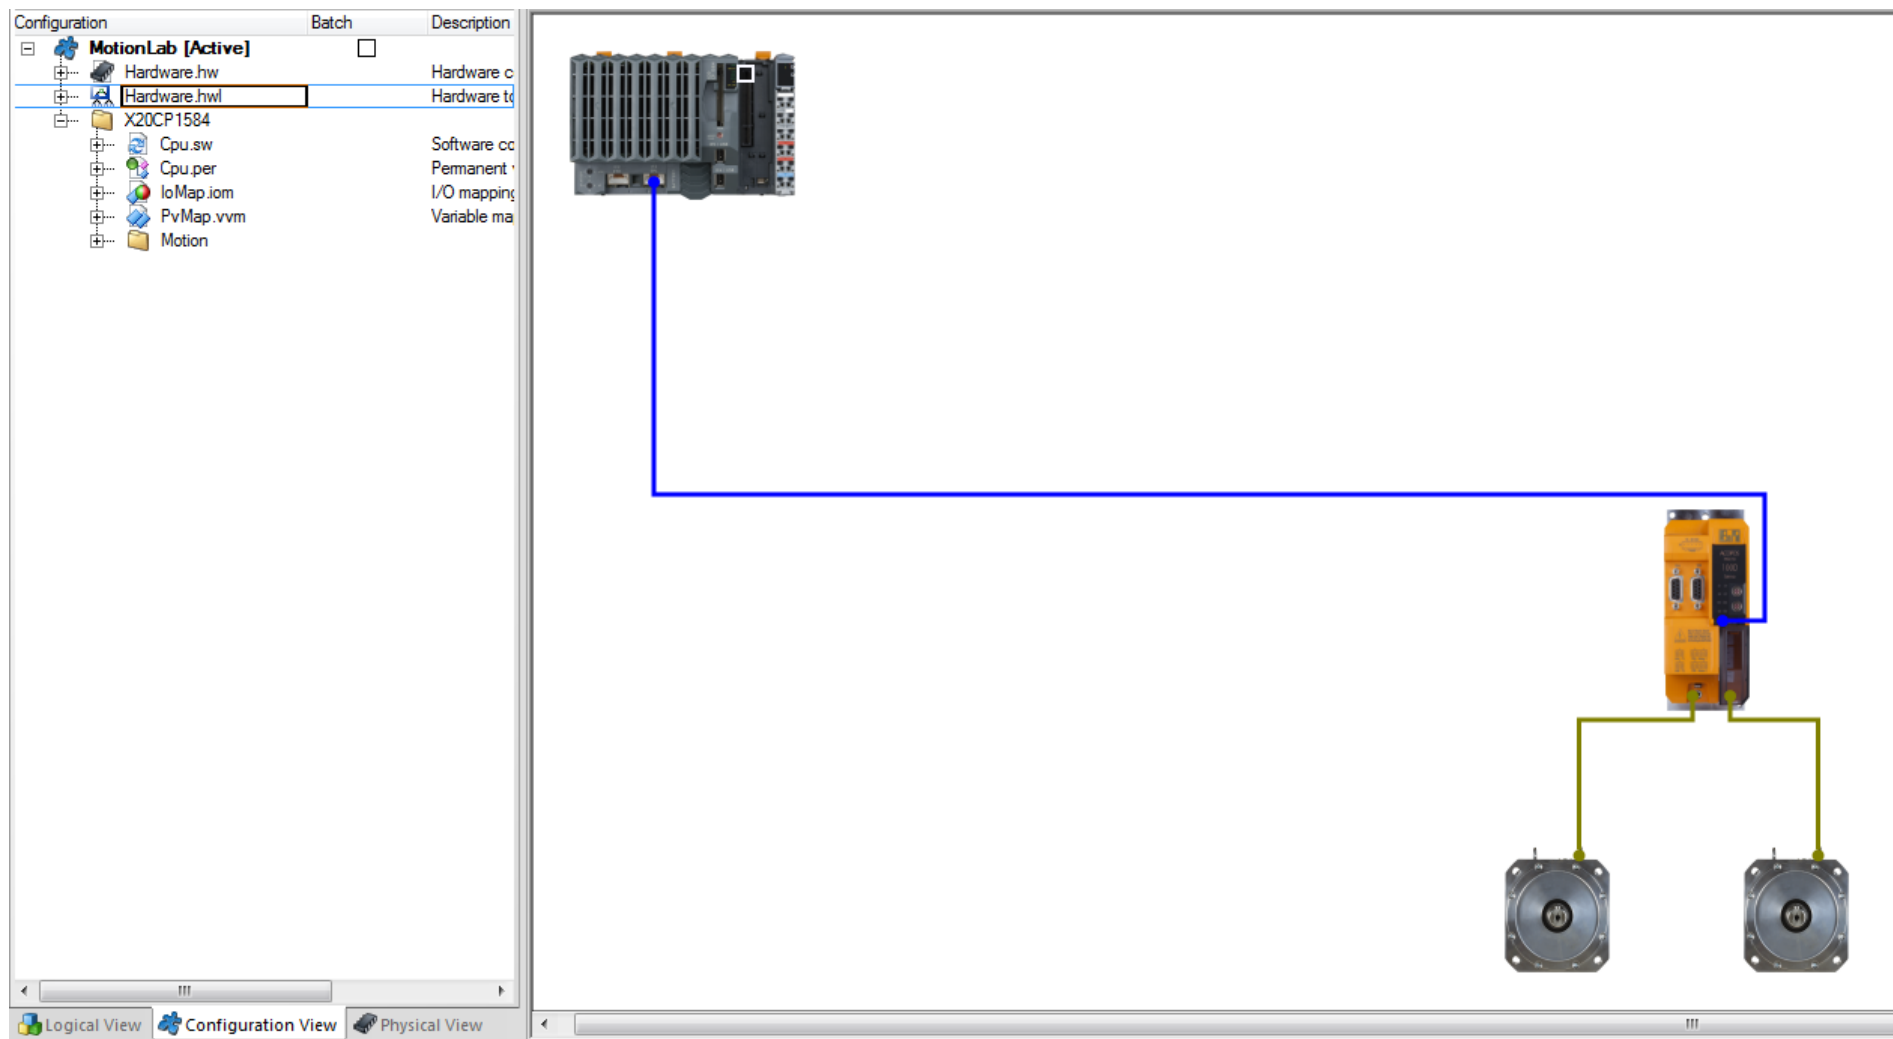 Configuration Batch Description
MotionLab [Active]
Hardware.hw Hardware c
Hardware.hwl Hardware to
X20CP1584
Cpu.sw Software co
Cpu.per Permanent
IoMap.iom I/O mapping
PvMap.vvm Variable ma
Motion
Logical View Configuration View Physical View